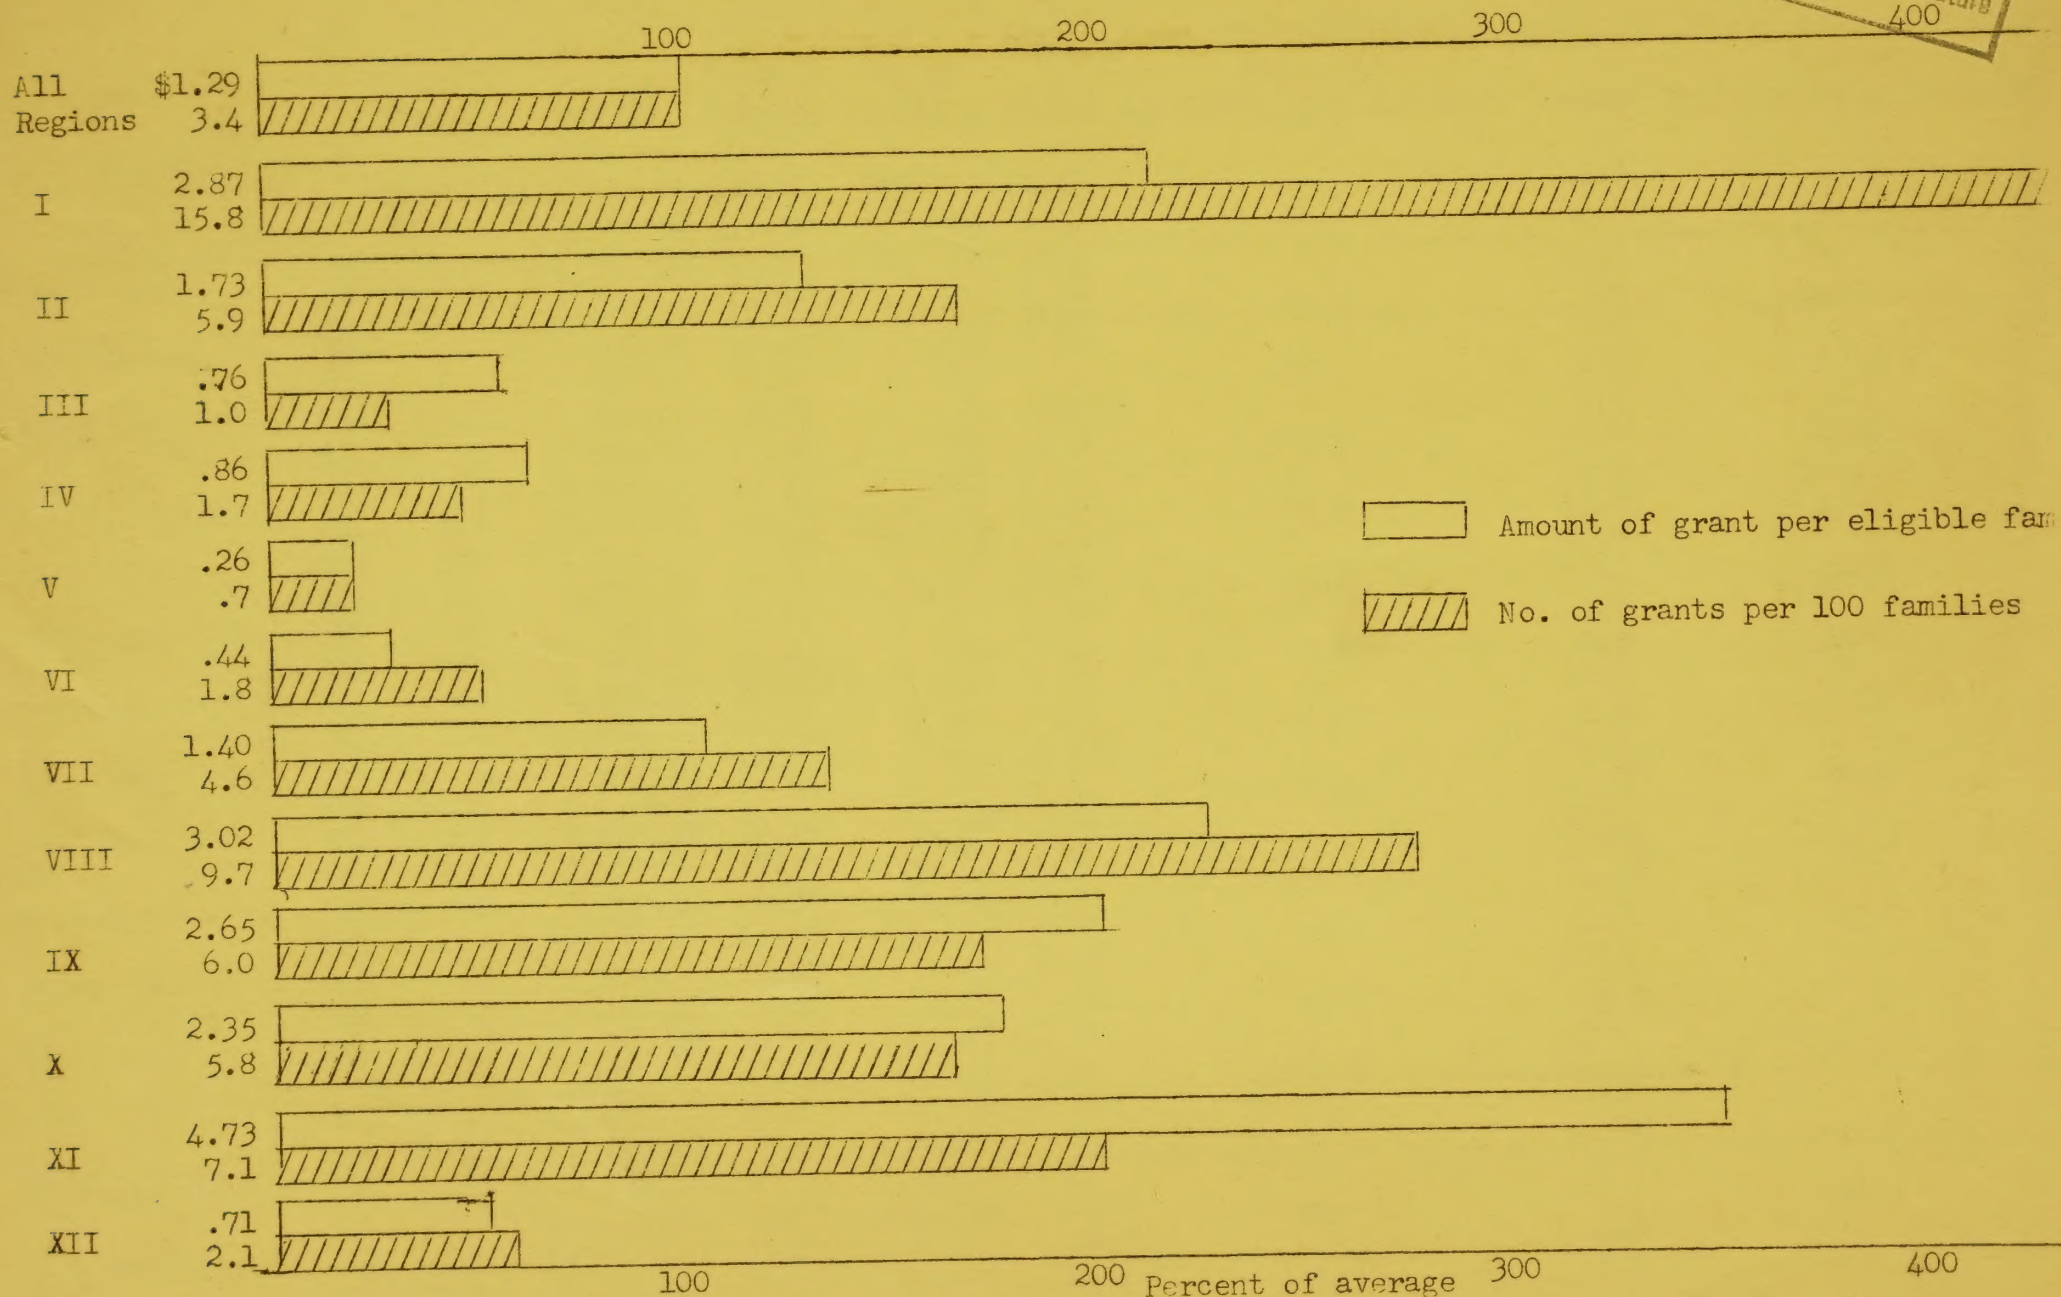 100 200 300 400
All $1.29
Regions 3.4
I 2.87
15.8
II 1.73
5.9
III .76
1.0
IV .86
1.7
V .26
.7
VI .44
1.8
VII 1.40
4.6
VIII 3.02
9.7
IX 2.65
6.0
X 2.35
5.8
XI 4.73
7.1
XII .71
2.1
Amount of grant per eligible fam
No. of grants per 100 families
100 200 300 400
Percent of average